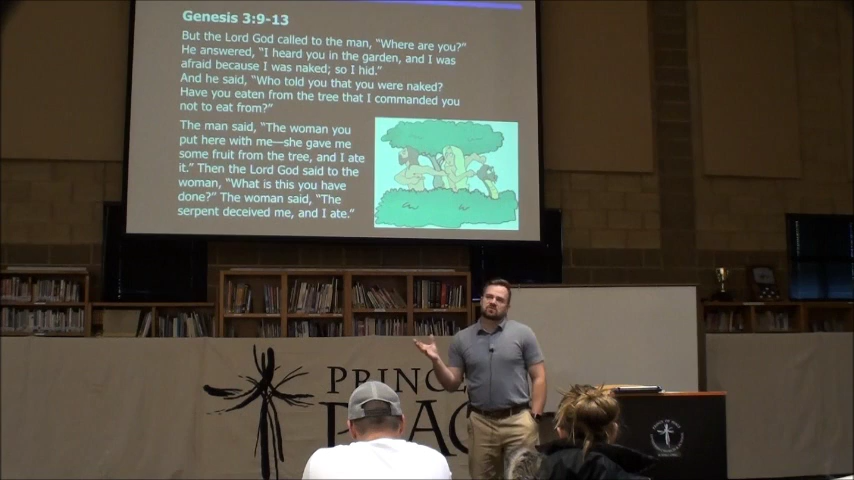 Genesis 3:9-13
But the Lord God called to the man, "Where are you?"
He answered, "I heard you in the garden, and I was
afraid because I was naked; so I hid."
And he said, "Who told you that you were naked?
Have you eaten from the tree that I commanded you
not to eat from?"
The man said, "The woman you
put here with me—she gave me
some fruit from the tree, and I ate
it." Then the Lord God said to the
woman, "What is this you have
done?" The woman said, "The
serpent deceived me, and I ate."
PRINC
PEAC